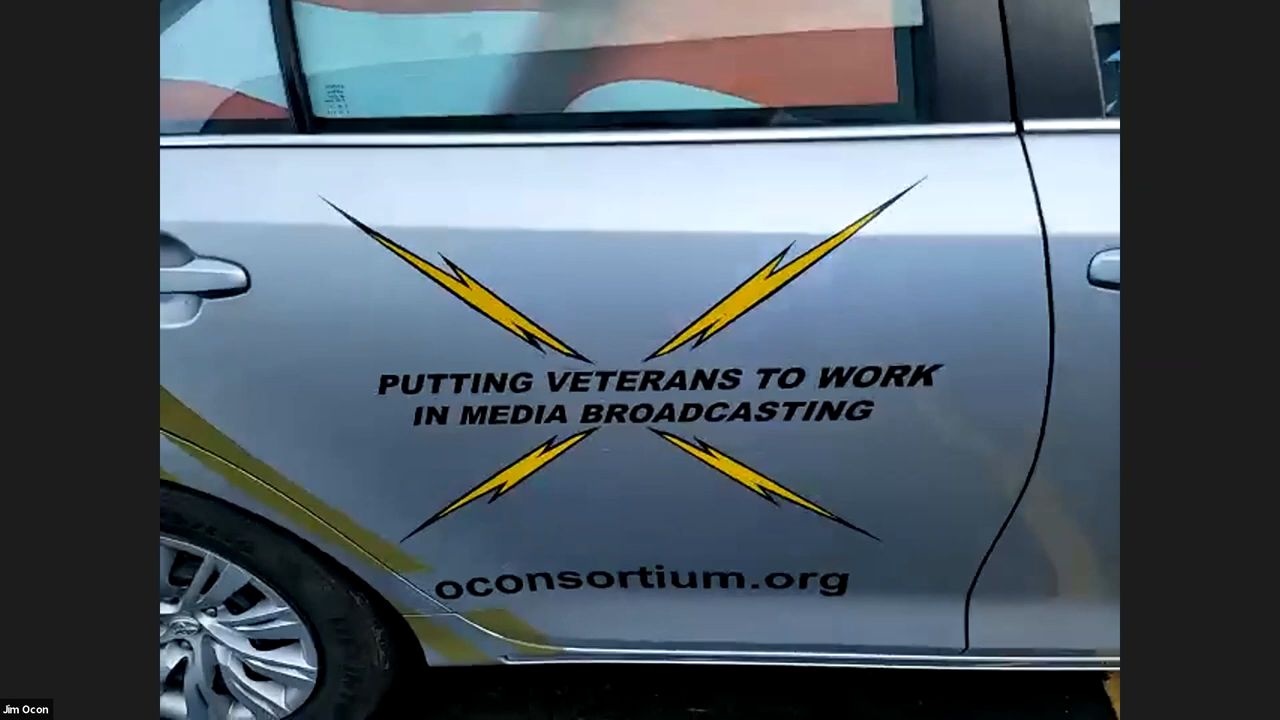 PUTTING VETERANS TO WORK
IN MEDIA BROADCASTING
oconsortium.org
Jim Ocon